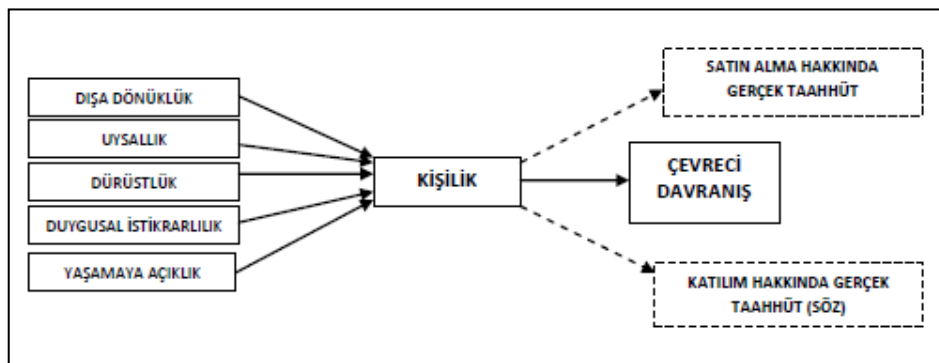 DIŞA DÖNÜKLÜK
UYSALLIK
DÜRÜSTLÜK
DUYGUSAL İSTİKRARLILIK
YAŞAMAYA AÇIKLIK
KİŞİLİK
SATIN ALMA HAKKINDA
GERÇEK TAAHHÜT
ÇEVRECİ
DAVRANIŞ
KATILIM HAKKINDA GERÇEK
TAAHHÜT (SÖZ)